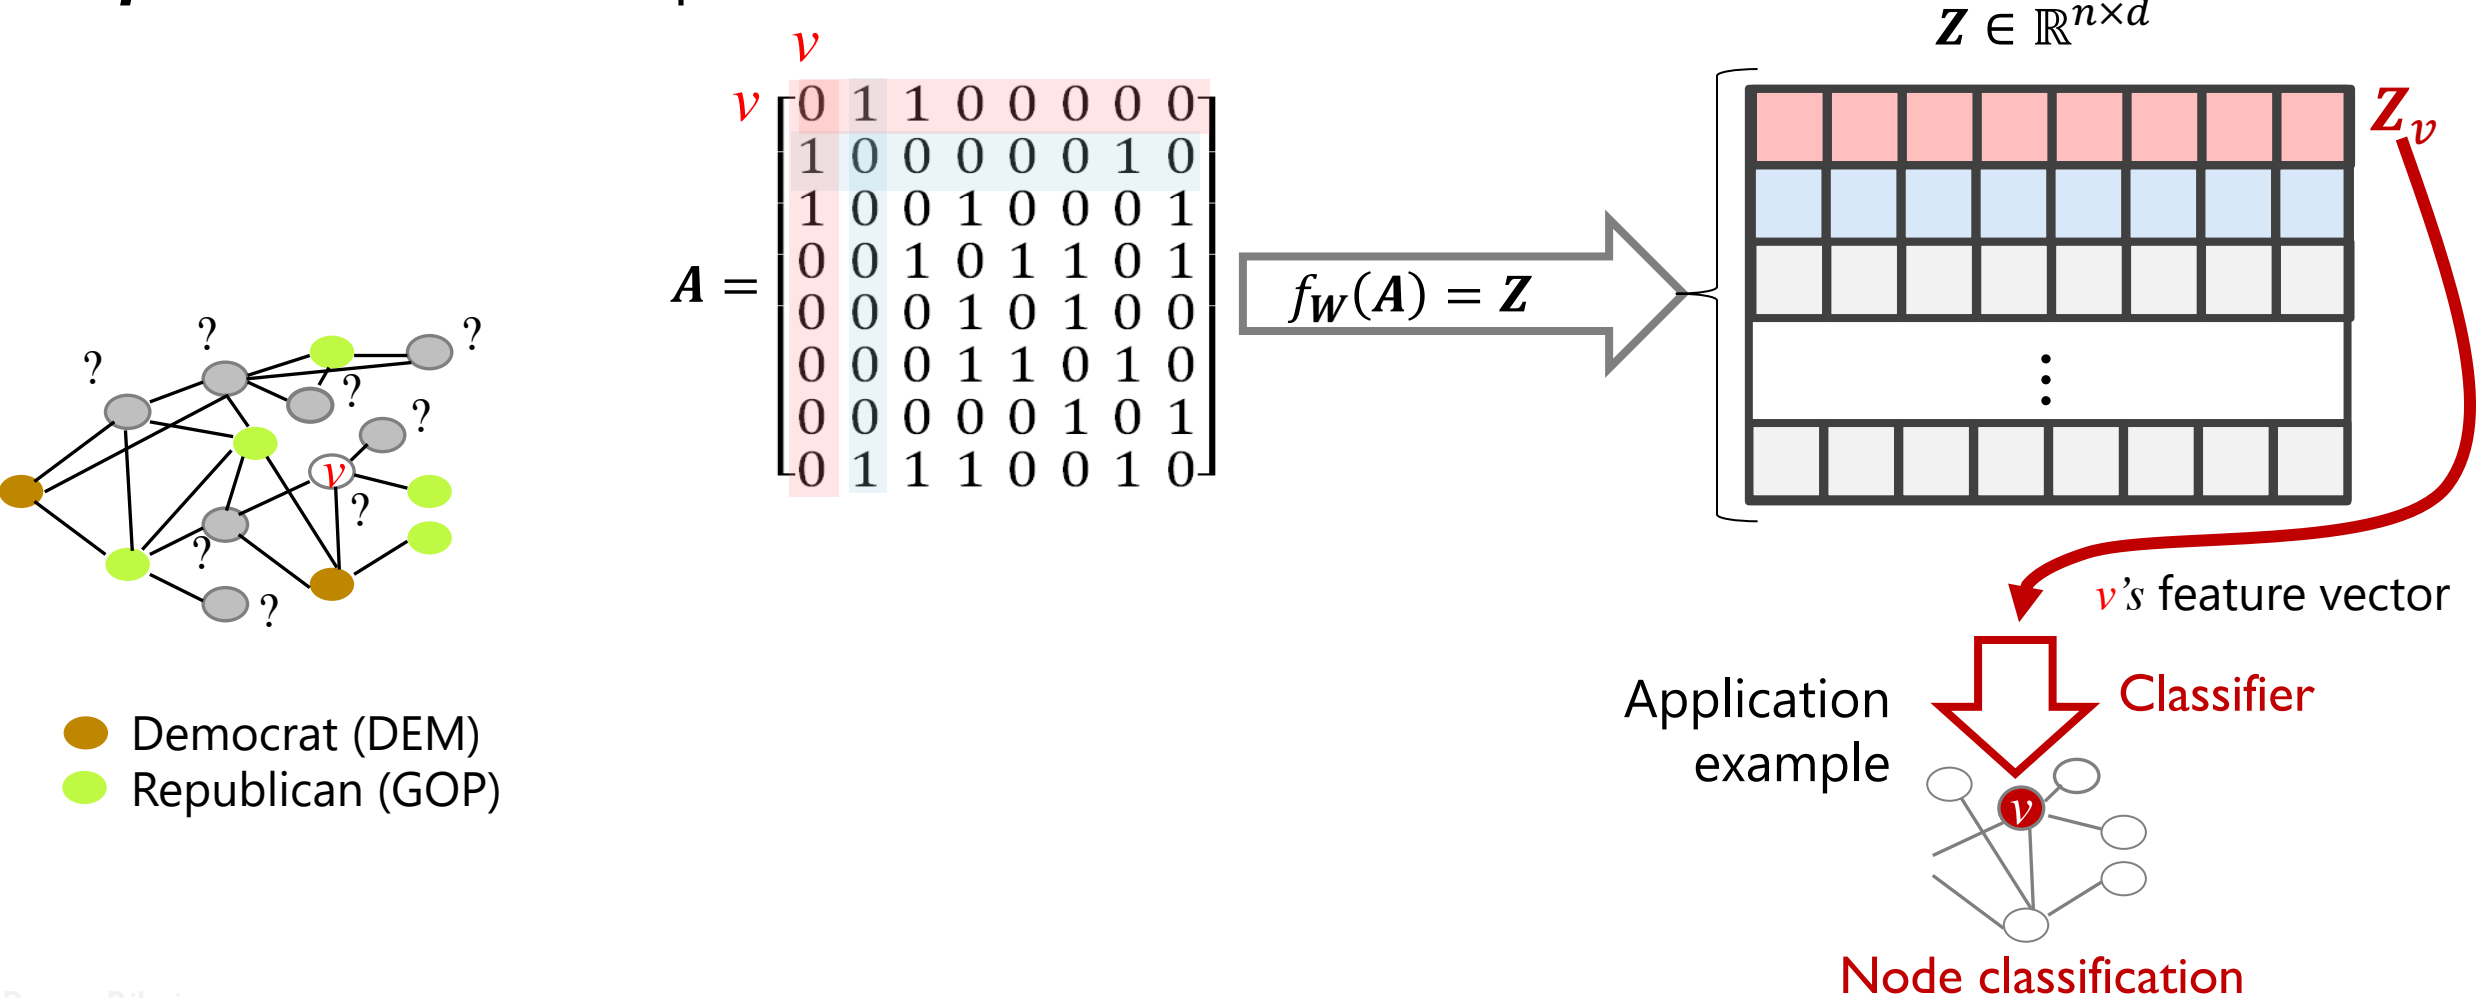 Z ∈ ℝ^{n×d}
v
v
A =
0 1 1 0 0 0 0 0
1 0 0 0 0 0 1 0
1 0 0 1 0 0 0 1
0 0 1 0 1 1 0 1
0 0 0 1 0 1 0 0
0 0 0 1 1 0 1 0
0 0 0 0 0 1 0 1
0 1 1 1 0 0 1 0
f_W(A) = Z
Z_v
⋮
?
?
?
?
?
?
?
?
v
Democrat (DEM)
Republican (GOP)
v's feature vector
Application
example
Classifier
v
Node classification